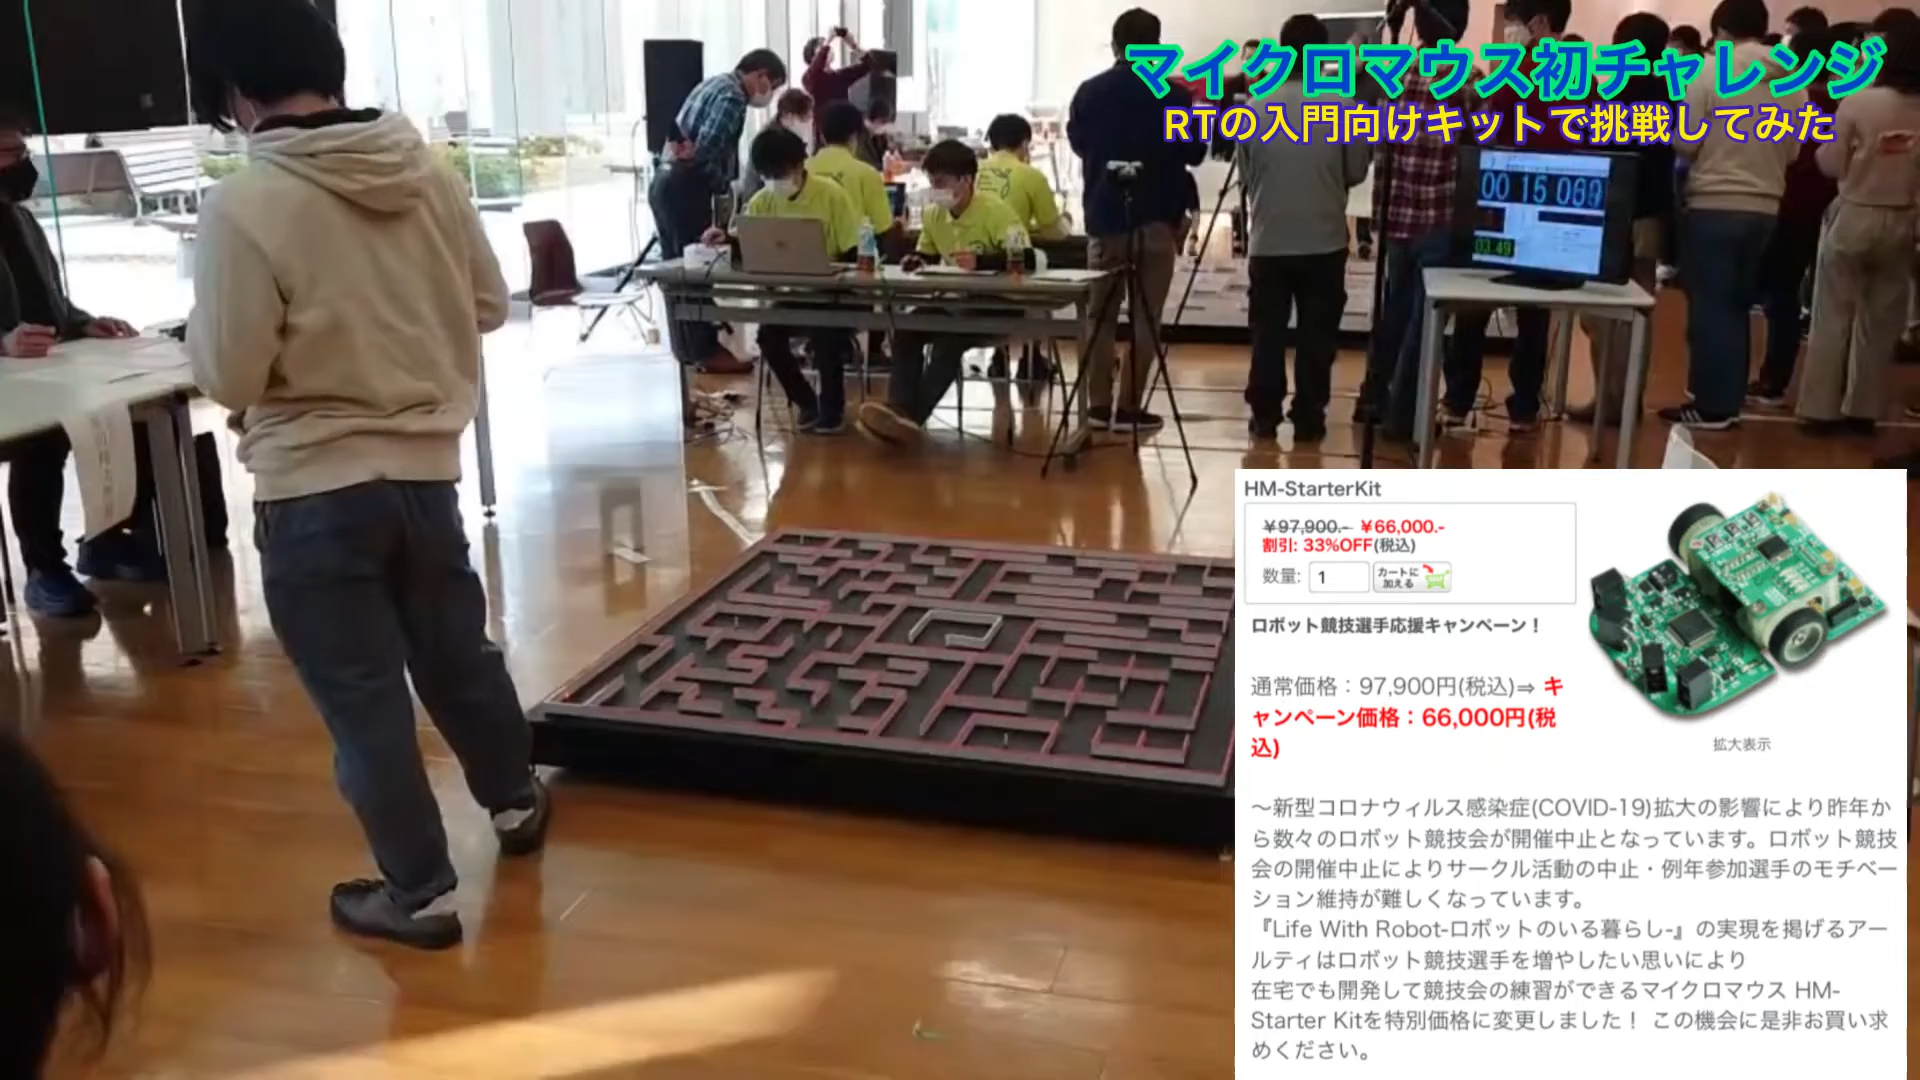 マイクロマウス初チャレンジ
RTの入門向けキットで挑戦してみた
00 15 069
03 49
HM-StarterKit
￥97,900.- ￥66,000.-
割引: 33%OFF(税込)
数量: 1 カートに
加える
ロボット競技選手応援キャンペーン！
通常価格：97,900円(税込)⇒ キ
ャンペーン価格：66,000円(税
込)
拡大表示
～新型コロナウィルス感染症(COVID-19)拡大の影響により昨年か
ら数々のロボット競技会が開催中止となっています。ロボット競技
会の開催中止によりサークル活動の中止・例年参加選手のモチベー
ション維持が難しくなっています。
『Life With Robot-ロボットのいる暮らし-』の実現を掲げるアー
ルティはロボット競技選手を増やしたい思いにより
在宅でも開発して競技会の練習ができるマイクロマウス HM-
Starter Kitを特別価格に変更しました！ この機会に是非お買い求
めください。